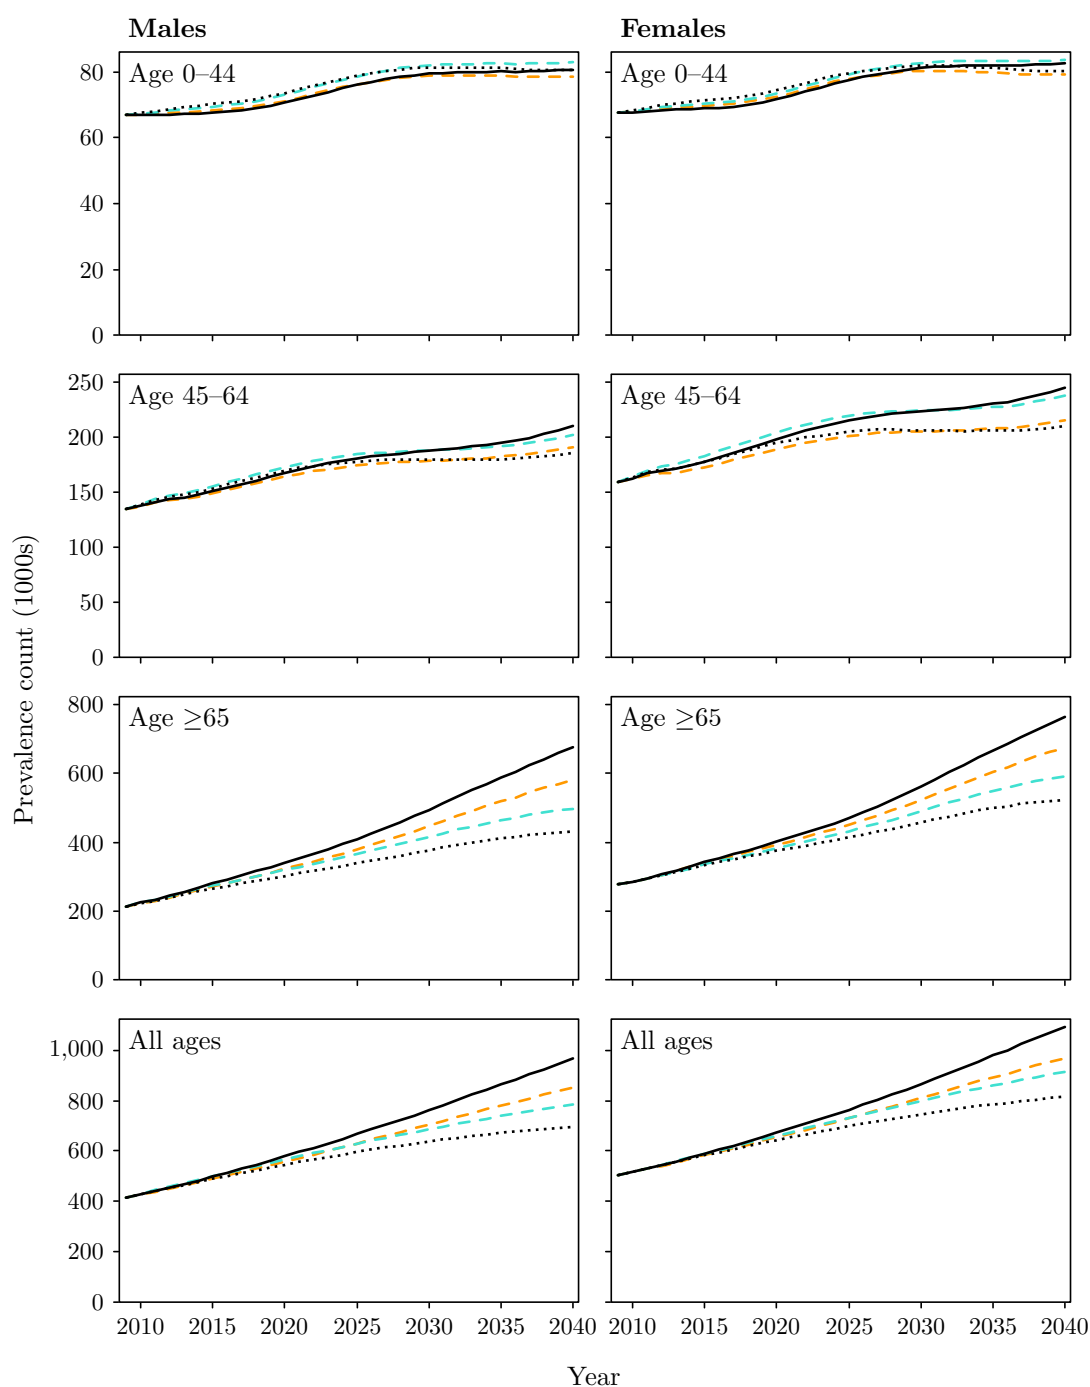 Males Females
Age 0–44 Age 0–44
80
60
40
20
0
Age 45–64 Age 45–64
250
200
150
100
50
0
Prevalence count (1000s)
Age ≥65 Age ≥65
800
600
400
200
0
All ages All ages
1,000
800
600
400
200
0
2010 2015 2020 2025 2030 2035 2040 2010 2015 2020 2025 2030 2035 2040
Year